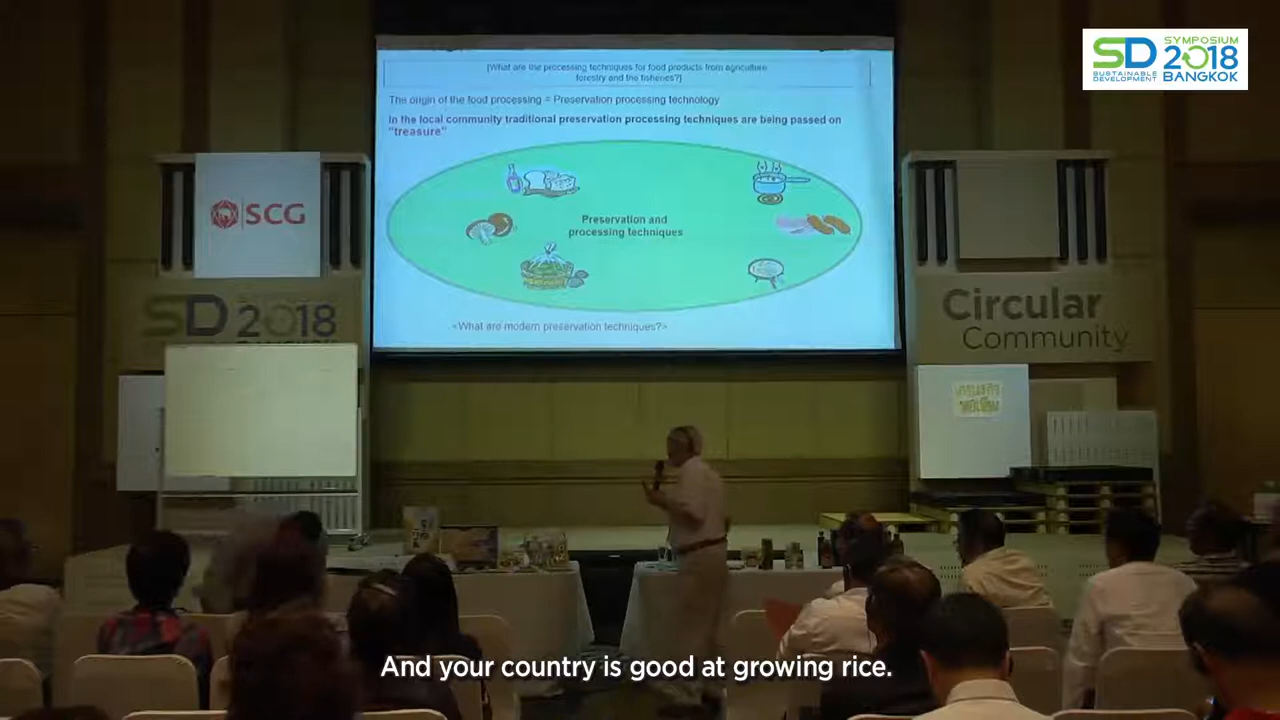 SD SYMPOSIUM 2018
SUSTAINABLE DEVELOPMENT BANGKOK
[What are the processing techniques for food products from agriculture,
forestry and the fisheries?]
The origin of the food processing = Preservation processing technology
In the local community traditional preservation processing techniques are being passed on
"treasure"
Preservation and
processing techniques
<What are modern preservation techniques?>
SCG
SD 2018
Circular
Community
And your country is good at growing rice.